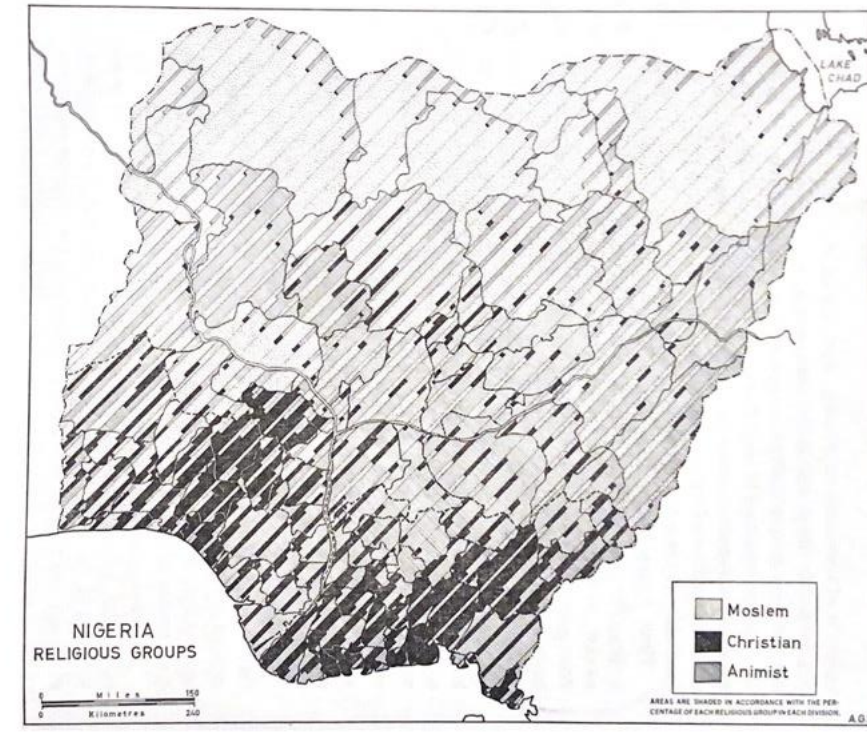 LAKE
CHAD
NIGERIA
RELIGIOUS GROUPS
0 Miles 150
0 Kilometres 240
Moslem
Christian
Animist
AREAS ARE SHADED IN ACCORDANCE WITH THE PER-
CENTAGE OF EACH RELIGIOUS GROUP IN EACH DIVISION.
A.O.